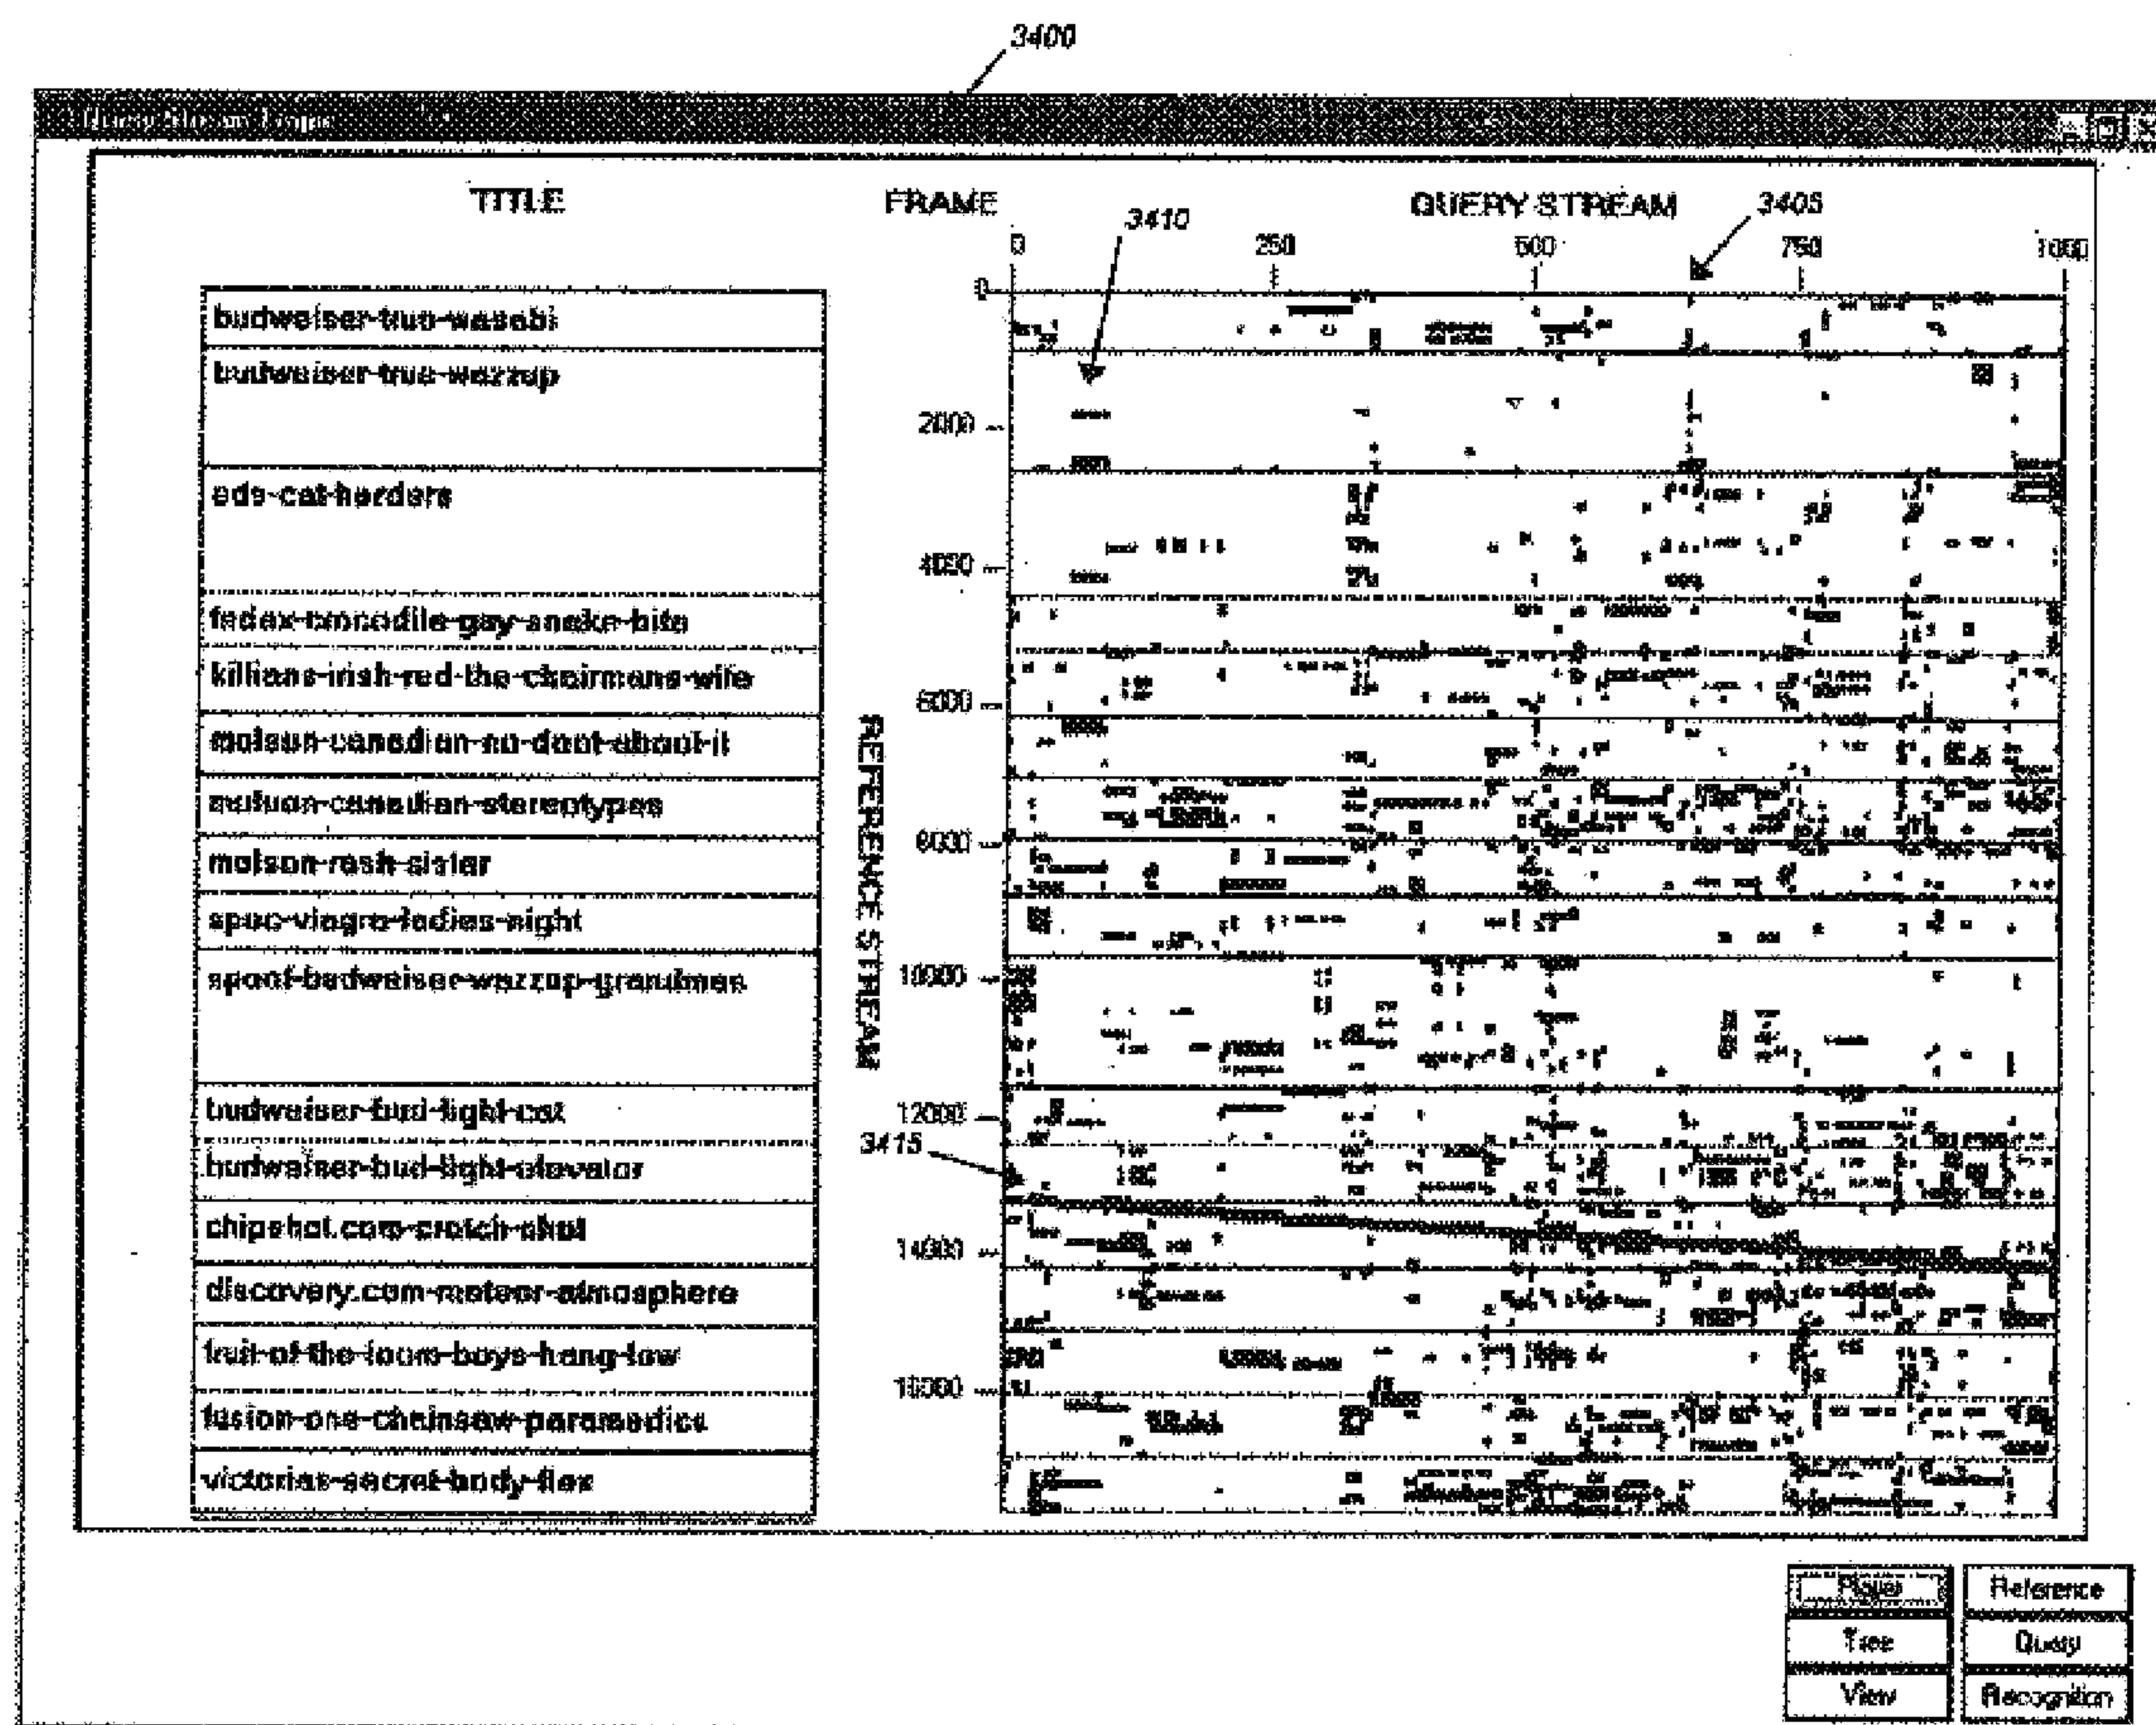 3400
TITLE
FRAME
QUERY STREAM
3405
3410
0
250
500
750
1000
0
2000
4000
6000
8000
10000
12000
14000
16000
REFERENCE STREAM
3415
budweiser-true-wasabi
budweiser-true-wazzup
eds-cat-herders
fedex-crocodile-guy-snake-bite
killians-irish-red-the-chairmans-wife
molson-canadian-no-doot-aboot-it
molson-canadian-stereotypes
molson-rash-sister
spoof-budweiser-wazzup-grandmas
budweiser-bud-light-cat
budweiser-bud-light-elevator
chipshot.com-crotch-shot
discovery.com-meteor-atmosphere
fruit-of-the-loom-boys-hang-low
fusion-one-chainsaw-paramedics
victorias-secret-body-flex
Player
Reference
Tree
Query
View
Recognition